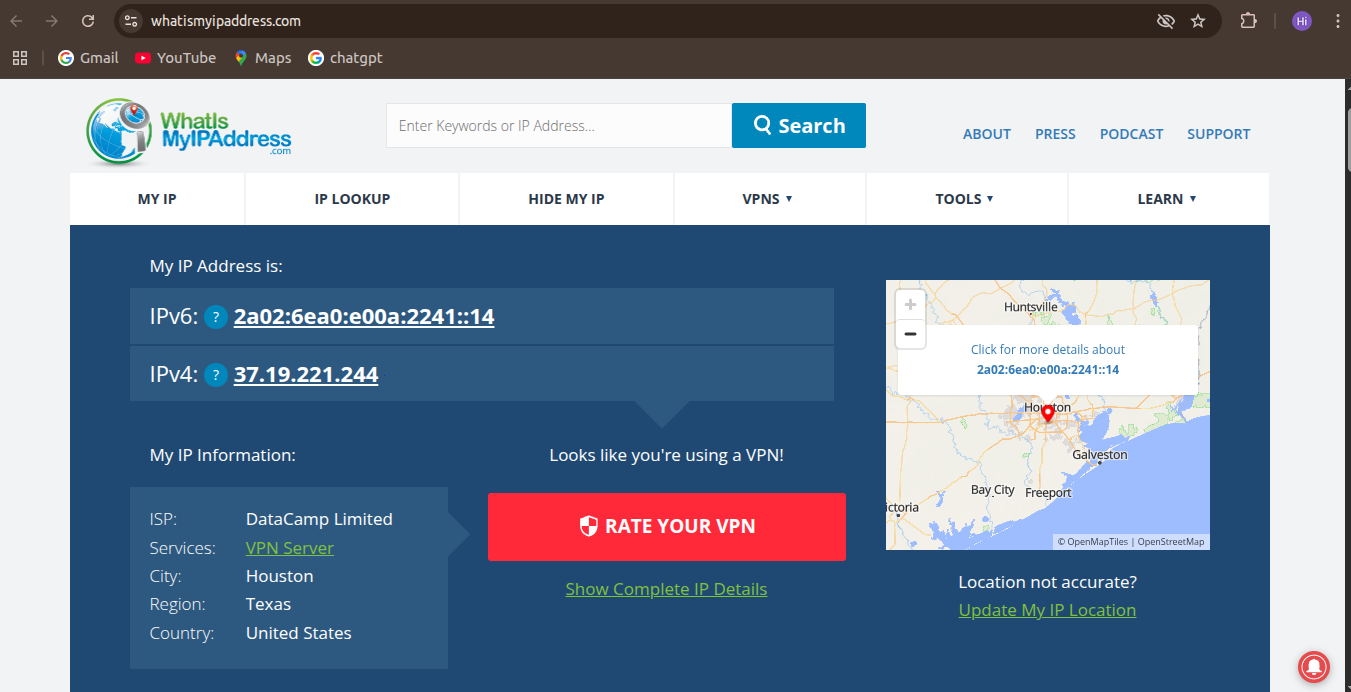 whatismyipaddress.com
Hi
Gmail
YouTube
Maps
chatgpt
WhatIs
MyIPAddress
.com
Enter Keywords or IP Address...
Search
ABOUT
PRESS
PODCAST
SUPPORT
MY IP
IP LOOKUP
HIDE MY IP
VPNS ▼
TOOLS ▼
LEARN ▼
My IP Address is:
IPv6: ? 2a02:6ea0:e00a:2241::14
IPv4: ? 37.19.221.244
My IP Information:
ISP: DataCamp Limited
Services: VPN Server
City: Houston
Region: Texas
Country: United States
Looks like you're using a VPN!
RATE YOUR VPN
Show Complete IP Details
+
−
Huntsville
Click for more details about
2a02:6ea0:e00a:2241::14
Houston
Galveston
Bay City
Freeport
ictoria
© OpenMapTiles | OpenStreetMap
Location not accurate?
Update My IP Location